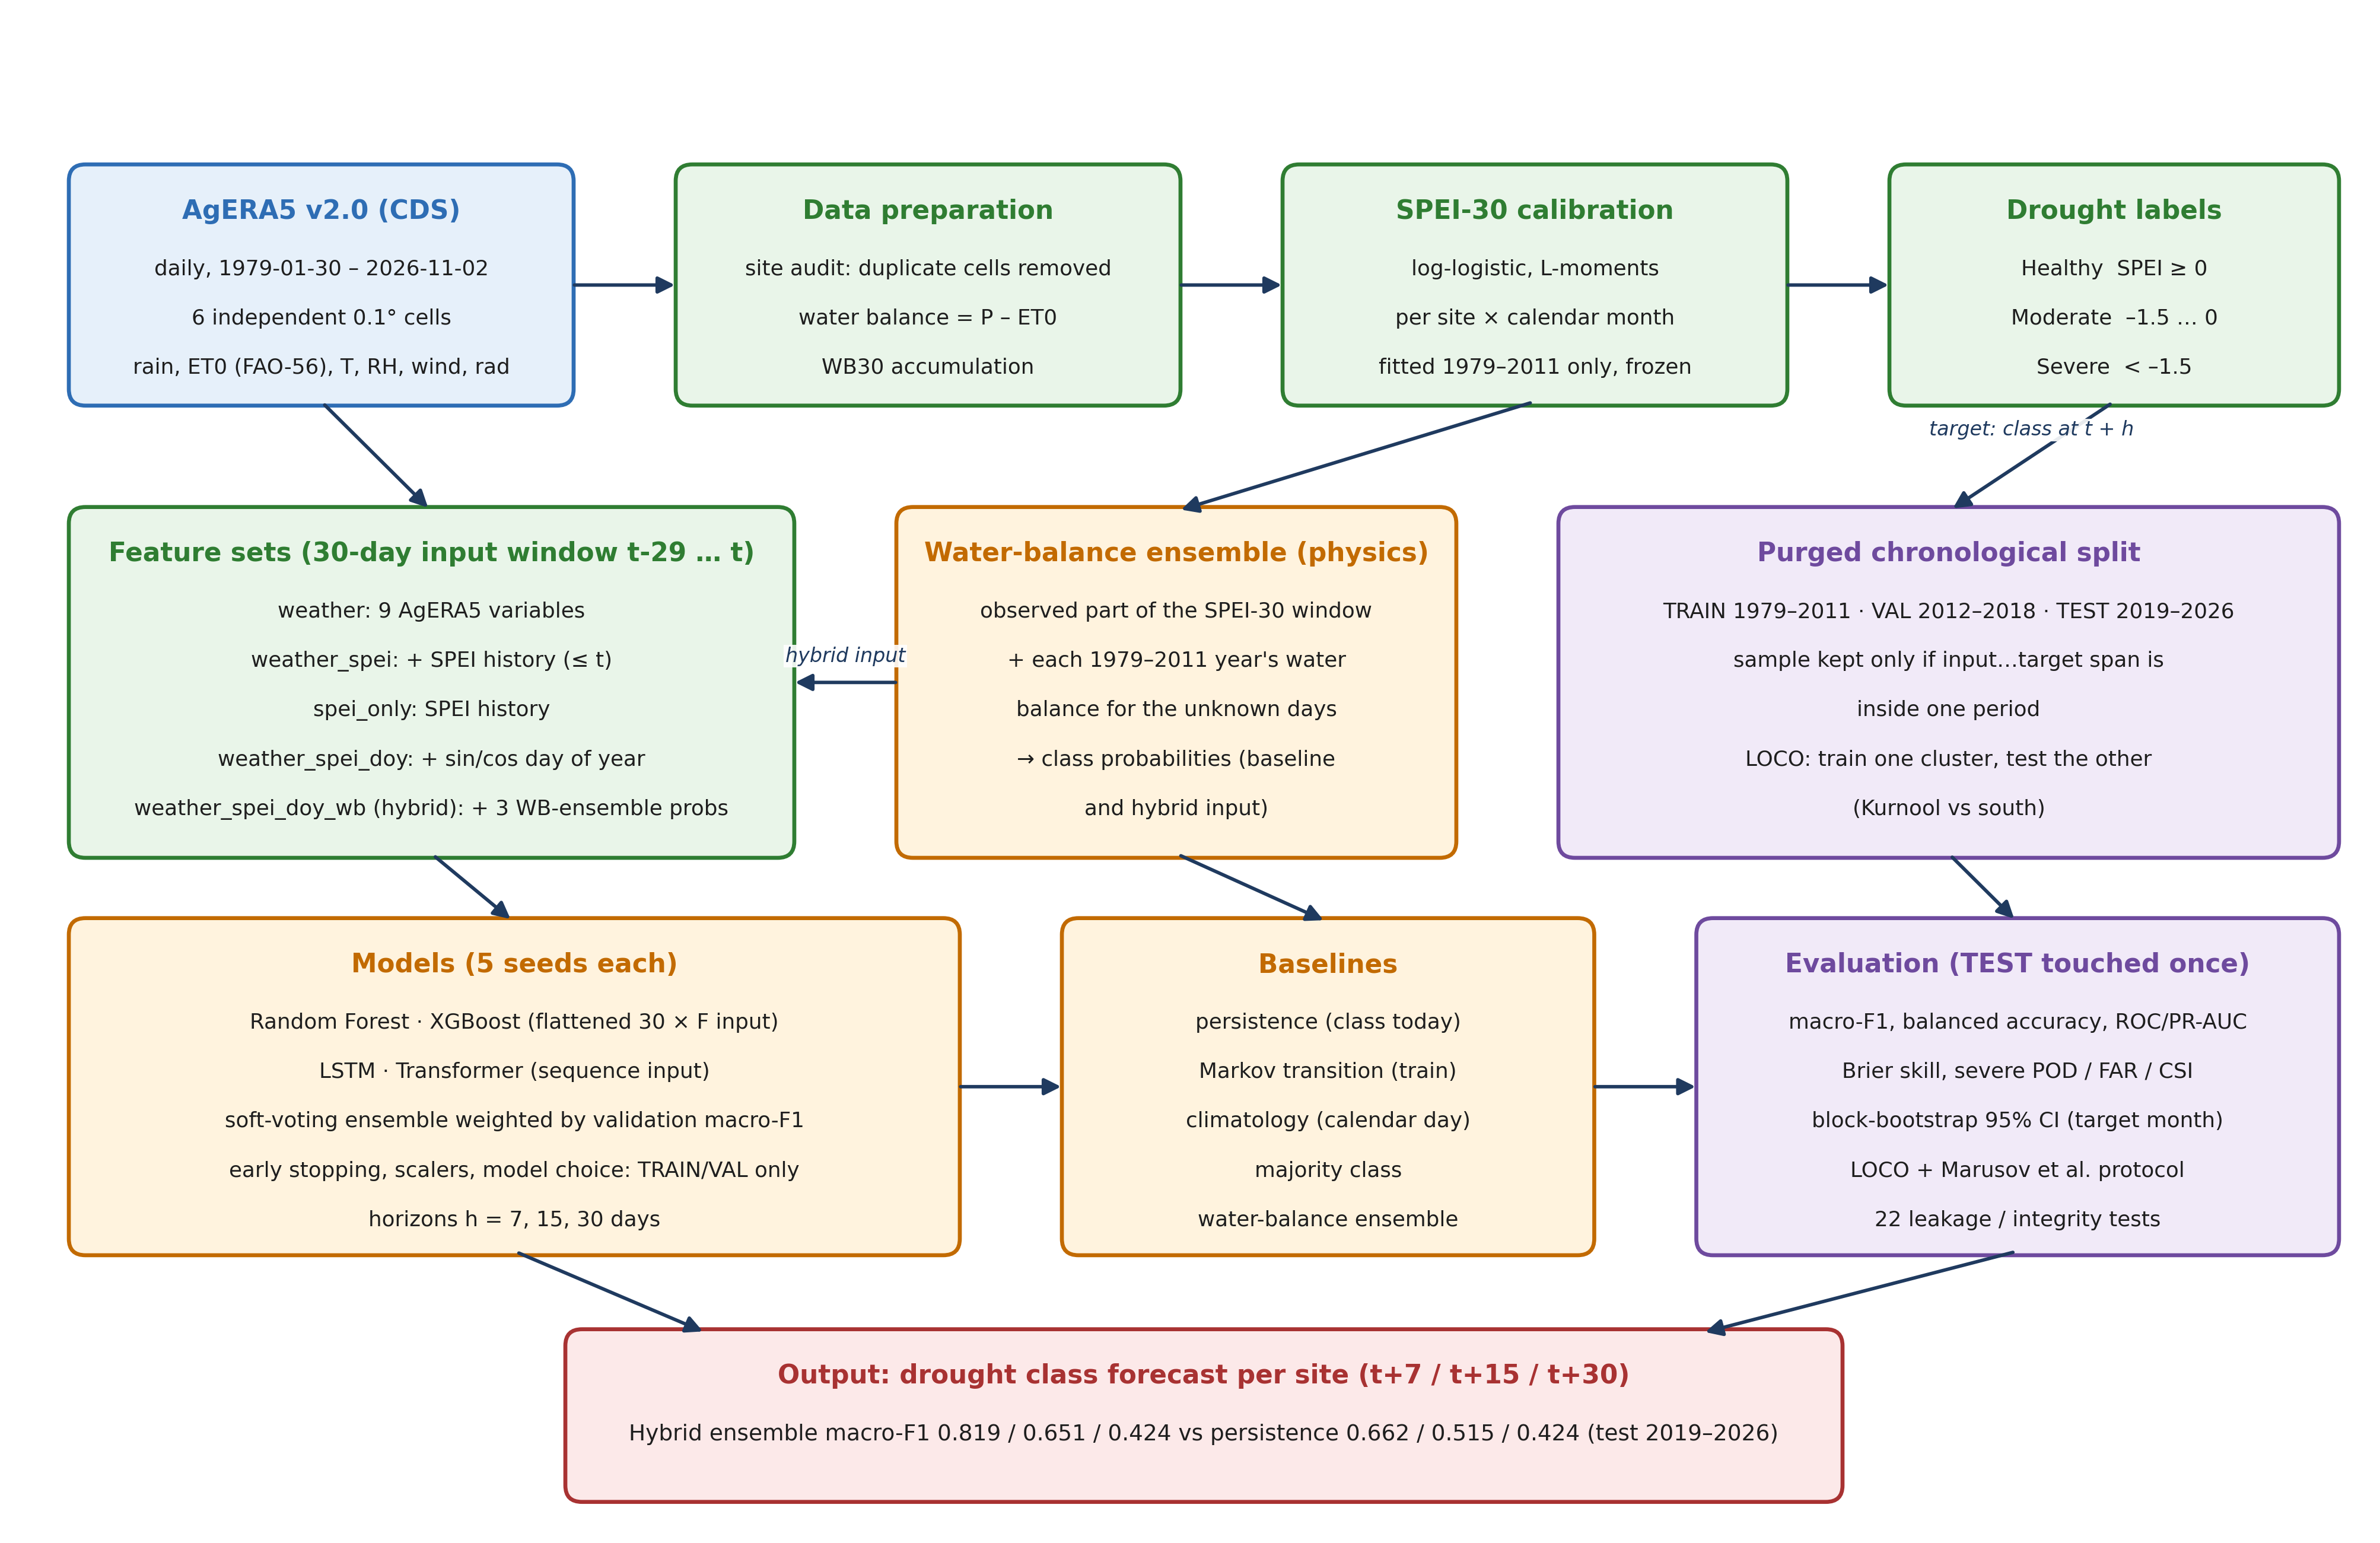 AgERA5 v2.0 (CDS)
daily, 1979-01-30 – 2026-11-02
6 independent 0.1° cells
rain, ET0 (FAO-56), T, RH, wind, rad
Data preparation
site audit: duplicate cells removed
water balance = P – ET0
WB30 accumulation
SPEI-30 calibration
log-logistic, L-moments
per site × calendar month
fitted 1979–2011 only, frozen
Drought labels
Healthy  SPEI ≥ 0
Moderate  –1.5 … 0
Severe  < –1.5
target: class at t + h
Feature sets (30-day input window t-29 … t)
weather: 9 AgERA5 variables
weather_spei: + SPEI history (≤ t)
spei_only: SPEI history
weather_spei_doy: + sin/cos day of year
weather_spei_doy_wb (hybrid): + 3 WB-ensemble probs
hybrid input
Water-balance ensemble (physics)
observed part of the SPEI-30 window
+ each 1979–2011 year's water
balance for the unknown days
→ class probabilities (baseline
and hybrid input)
Purged chronological split
TRAIN 1979–2011 · VAL 2012–2018 · TEST 2019–2026
sample kept only if input…target span is
inside one period
LOCO: train one cluster, test the other
(Kurnool vs south)
Models (5 seeds each)
Random Forest · XGBoost (flattened 30 × F input)
LSTM · Transformer (sequence input)
soft-voting ensemble weighted by validation macro-F1
early stopping, scalers, model choice: TRAIN/VAL only
horizons h = 7, 15, 30 days
Baselines
persistence (class today)
Markov transition (train)
climatology (calendar day)
majority class
water-balance ensemble
Evaluation (TEST touched once)
macro-F1, balanced accuracy, ROC/PR-AUC
Brier skill, severe POD / FAR / CSI
block-bootstrap 95% CI (target month)
LOCO + Marusov et al. protocol
22 leakage / integrity tests
Output: drought class forecast per site (t+7 / t+15 / t+30)
Hybrid ensemble macro-F1 0.819 / 0.651 / 0.424 vs persistence 0.662 / 0.515 / 0.424 (test 2019–2026)